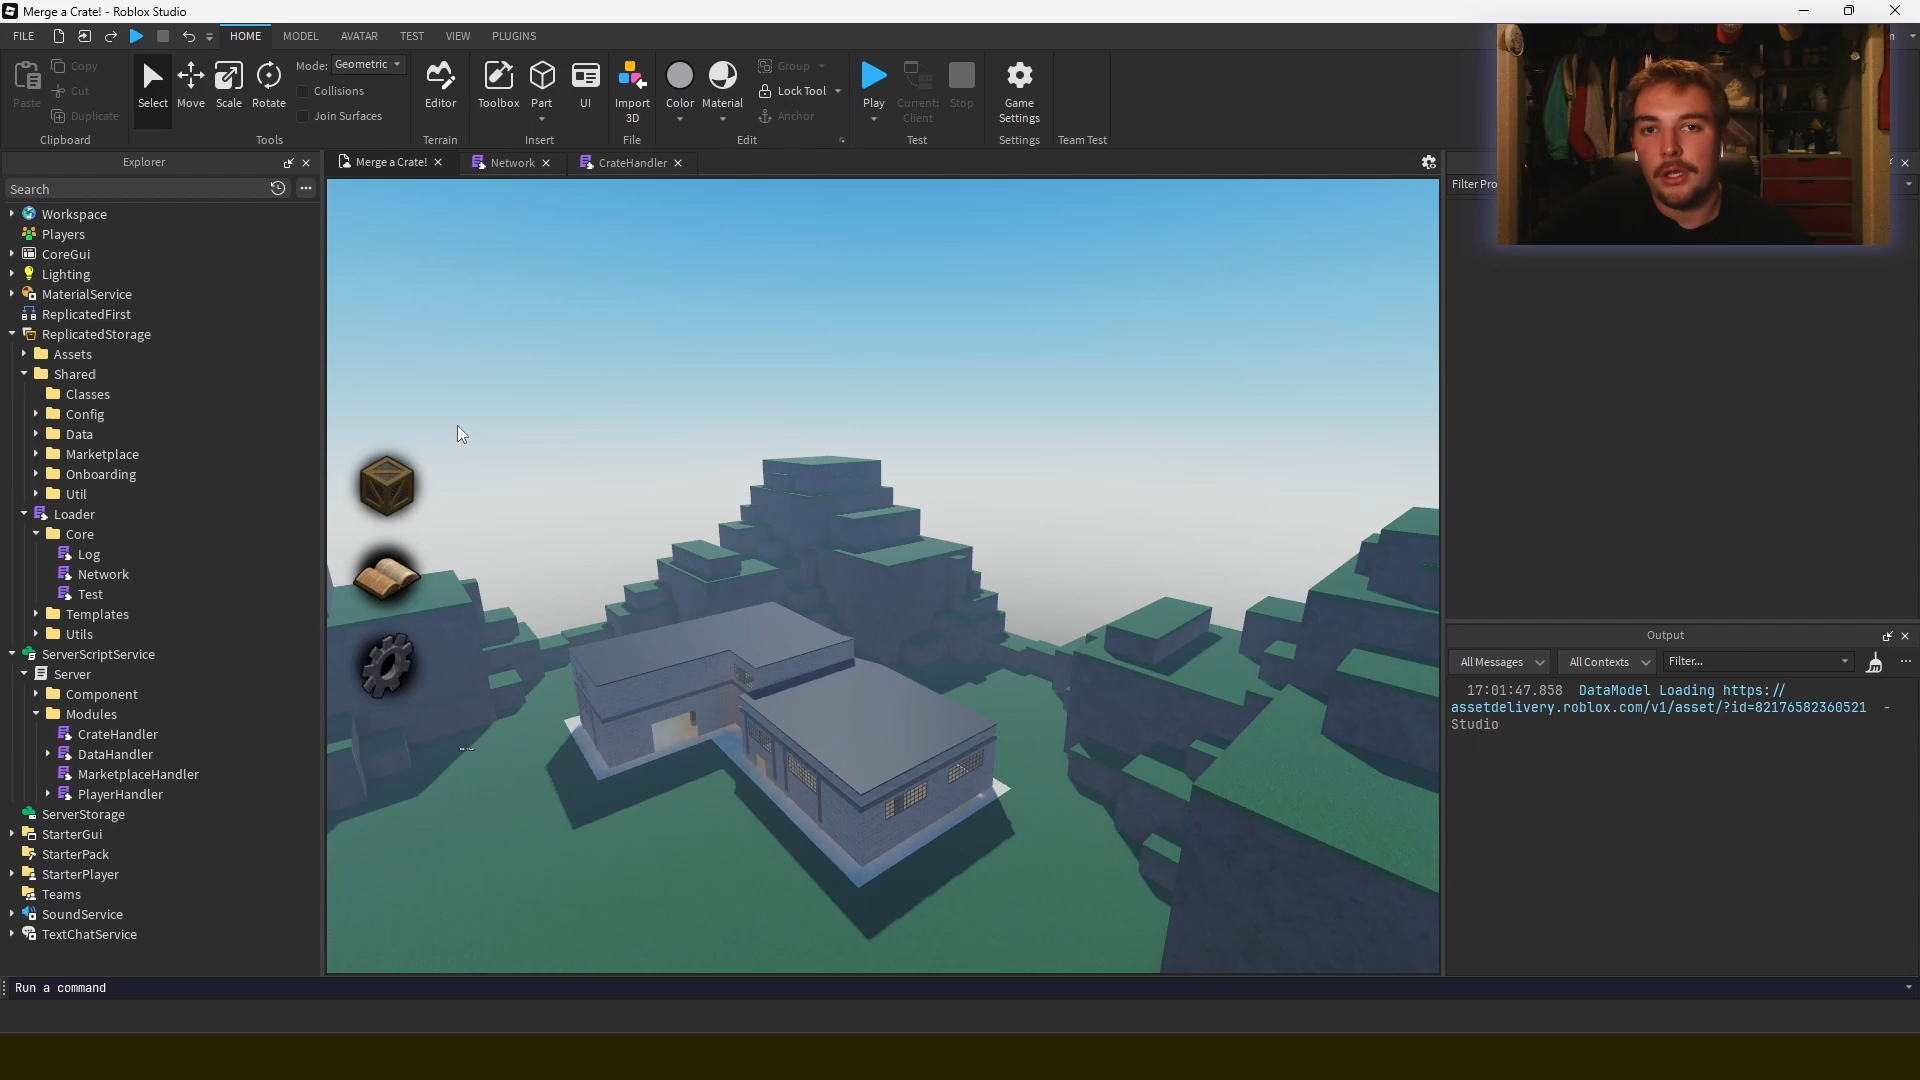 Merge a Crate! - Roblox Studio
FILE
HOME
MODEL
AVATAR
TEST
VIEW
PLUGINS
Paste
Copy
Cut
Duplicate
Clipboard
Select
Move
Scale
Rotate
Mode: Geometric
Collisions
Join Surfaces
Tools
Editor
Terrain
Toolbox
Part
UI
Insert
Import
3D
File
Color
Material
Group
Lock Tool
Anchor
Edit
Play
Current:
Client
Stop
Test
Game
Settings
Settings
Team Test
Explorer
Merge a Crate!
Network
CrateHandler
Search
Filter Pro
Workspace
Players
CoreGui
Lighting
MaterialService
ReplicatedFirst
ReplicatedStorage
Assets
Shared
Classes
Config
Data
Marketplace
Onboarding
Util
Loader
Core
Log
Network
Test
Templates
Utils
ServerScriptService
Server
Component
Modules
CrateHandler
DataHandler
MarketplaceHandler
PlayerHandler
ServerStorage
StarterGui
StarterPack
StarterPlayer
Teams
SoundService
TextChatService
Output
All Messages
All Contexts
Filter...
17:01:47.858 DataModel Loading https://
assetdelivery.roblox.com/v1/asset/?id=82176582360521 -
Studio
Run a command